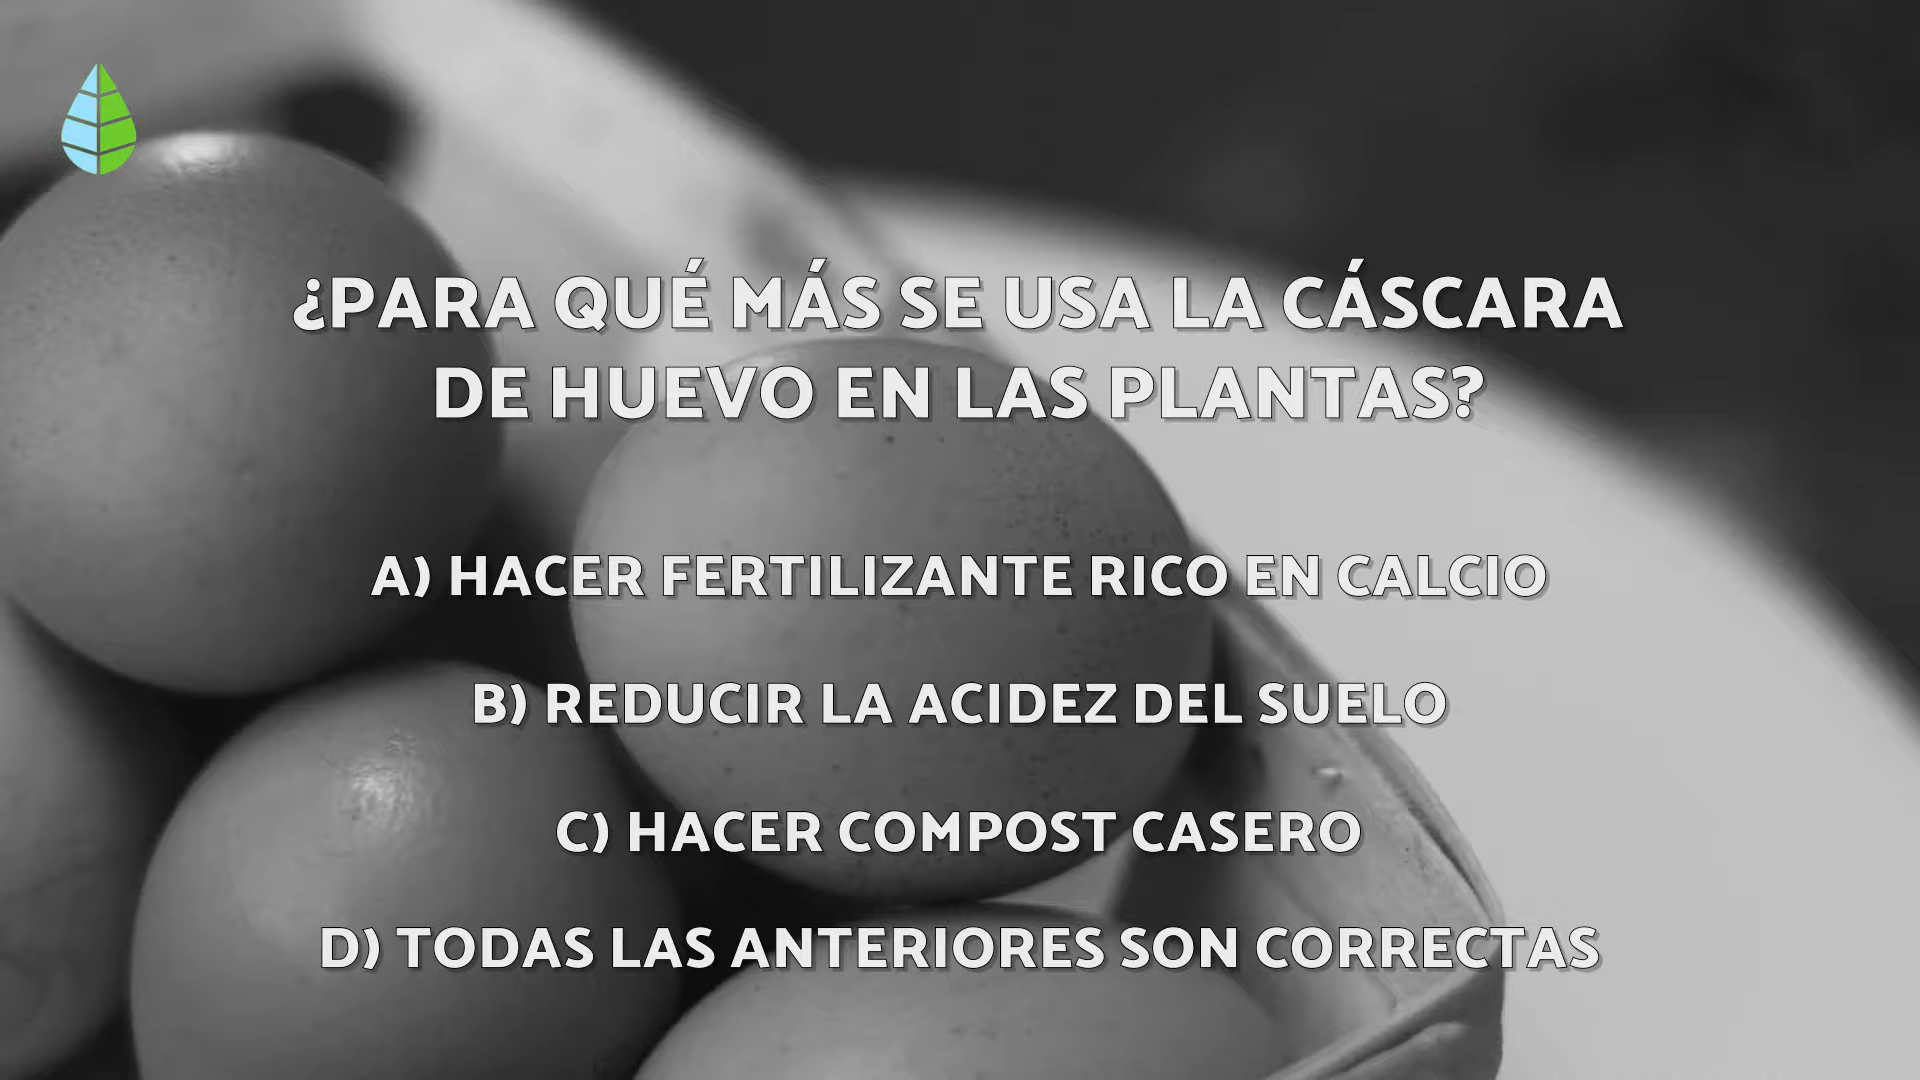 ¿PARA QUÉ MÁS SE USA LA CÁSCARA
DE HUEVO EN LAS PLANTAS?
A) HACER FERTILIZANTE RICO EN CALCIO
B) REDUCIR LA ACIDEZ DEL SUELO
C) HACER COMPOST CASERO
D) TODAS LAS ANTERIORES SON CORRECTAS